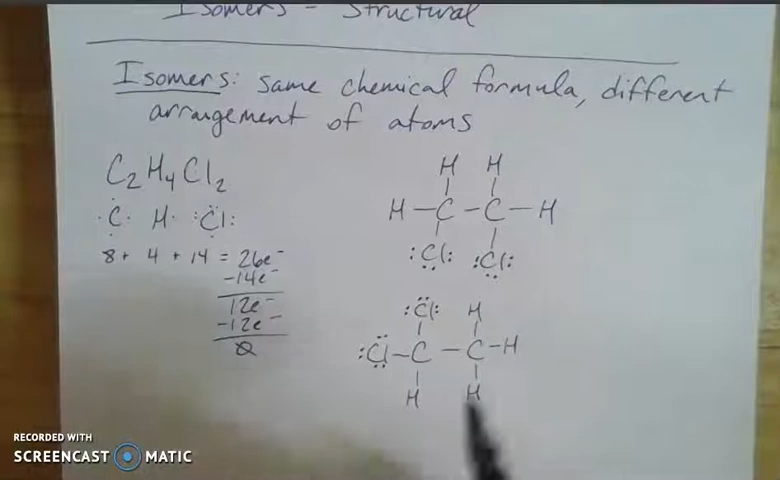 Isomers - Structural
Isomers: same chemical formula, different
arrangement of atoms
C2H4Cl2
·C· H· :Cl:
8 + 4 + 14 = 26e-
-14e-
12e-
-12e-
0
H H
H - C - C - H
:Cl: :Cl:
:Cl: H
:Cl - C - C - H
H H
RECORDED WITH
SCREENCAST MATIC